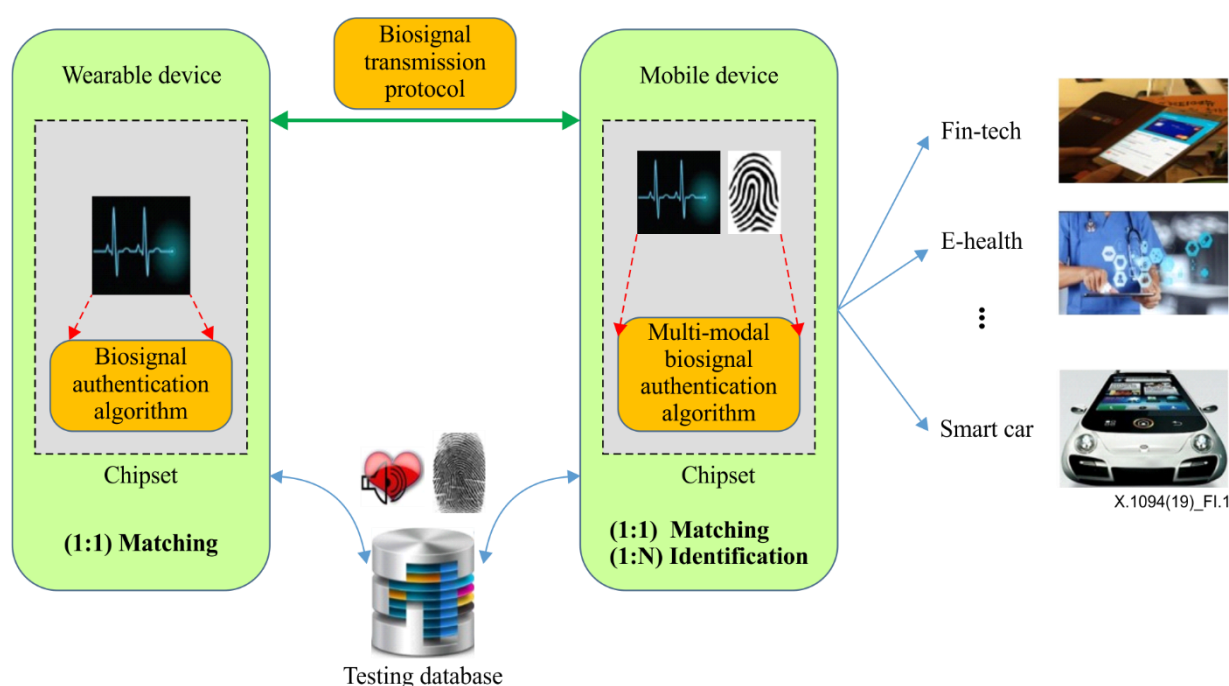 Biosignal
transmission
protocol
Wearable device
Mobile device
Biosignal
authentication
algorithm
Multi-modal
biosignal
authentication
algorithm
Chipset
Chipset
(1:1) Matching
(1:1) Matching
(1:N) Identification
Testing database
Fin-tech
E-health
Smart car
X.1094(19)_FI.1